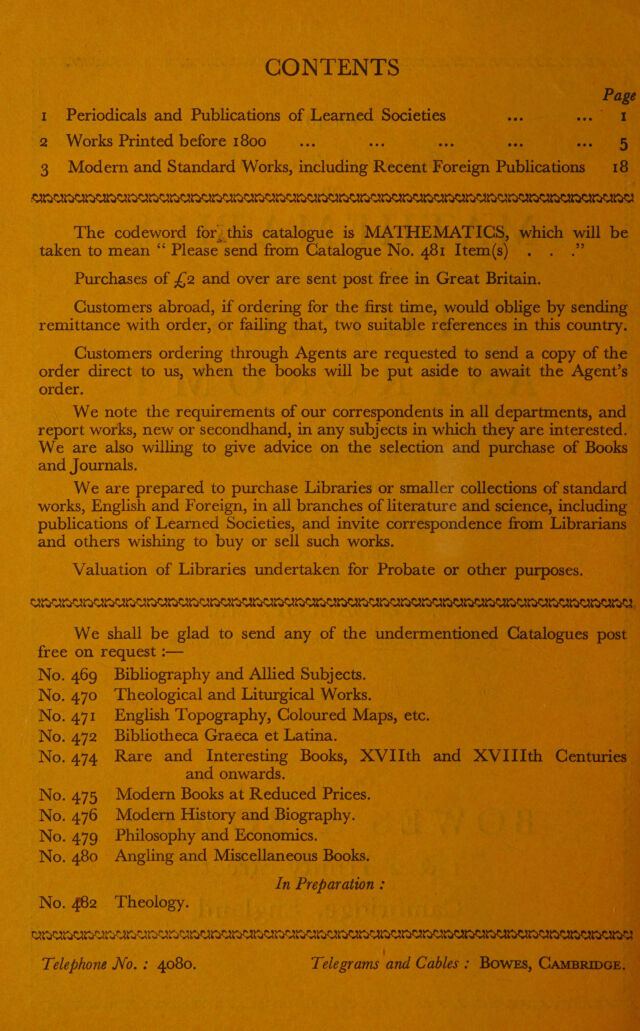 CONTENTS
Page
1 Periodicals and Publications of Learned Societies ... ... 1
2 Works Printed before 1800 ... ... ... ... ... 5
3 Modern and Standard Works, including Recent Foreign Publications 18
The codeword for this catalogue is MATHEMATICS, which will be
taken to mean “ Please send from Catalogue No. 481 Item(s) . . .”
Purchases of £2 and over are sent post free in Great Britain.
Customers abroad, if ordering for the first time, would oblige by sending
remittance with order, or failing that, two suitable references in this country.
Customers ordering through Agents are requested to send a copy of the
order direct to us, when the books will be put aside to await the Agent’s
order.
We note the requirements of our correspondents in all departments, and
report works, new or secondhand, in any subjects in which they are interested.
We are also willing to give advice on the selection and purchase of Books
and Journals.
We are prepared to purchase Libraries or smaller collections of standard
works, English and Foreign, in all branches of literature and science, including
publications of Learned Societies, and invite correspondence from Librarians
and others wishing to buy or sell such works.
Valuation of Libraries undertaken for Probate or other purposes.
We shall be glad to send any of the undermentioned Catalogues post
free on request :—
No. 469 Bibliography and Allied Subjects.
No. 470 Theological and Liturgical Works.
No. 471 English Topography, Coloured Maps, etc.
No. 472 Bibliotheca Graeca et Latina.
No. 474 Rare and Interesting Books, XVIIth and XVIIIth Centuries
and onwards.
No. 475 Modern Books at Reduced Prices.
No. 476 Modern History and Biography.
No. 479 Philosophy and Economics.
No. 480 Angling and Miscellaneous Books.
In Preparation :
No. 482 Theology.
Telephone No. : 4080. Telegrams and Cables : BOWES, CAMBRIDGE.